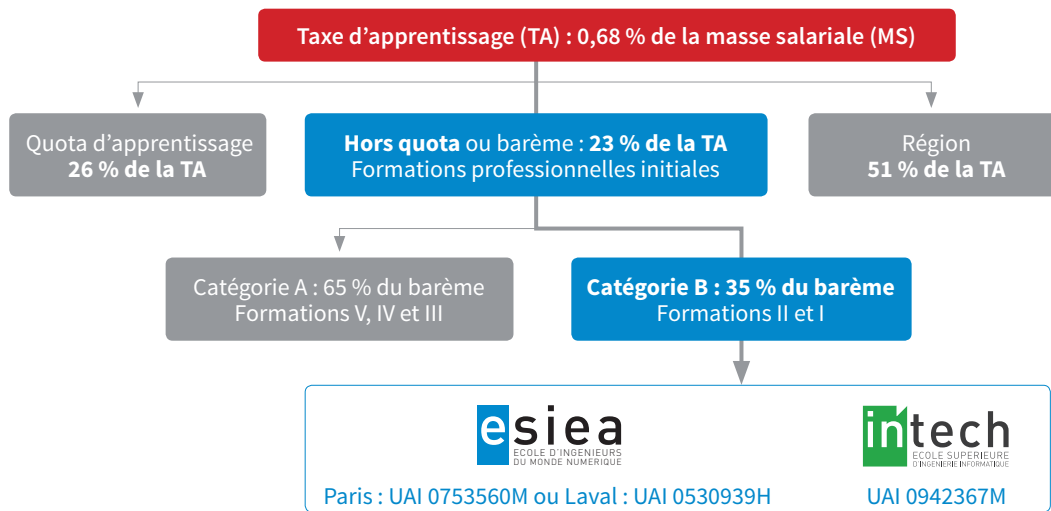 Taxe d’apprentissage (TA) : 0,68 % de la masse salariale (MS)
Quota d’apprentissage
26 % de la TA
Hors quota ou barème : 23 % de la TA
Formations professionnelles initiales
Région
51 % de la TA
Catégorie A : 65 % du barème
Formations V, IV et III
Catégorie B : 35 % du barème
Formations II et I
esiea
ECOLE D'INGENIEURS
DU MONDE NUMERIQUE
Paris : UAI 0753560M ou Laval : UAI 0530939H
intech
ECOLE SUPERIEURE
D'INGENIERIE INFORMATIQUE
UAI 0942367M